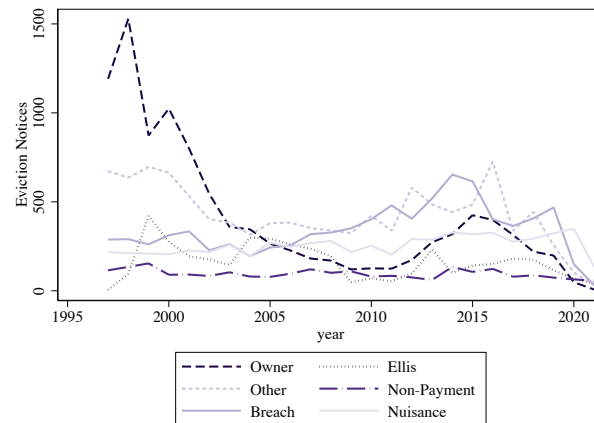 Eviction Notices
1500
1000
500
0
1995 2000 2005 2010 2015 2020
year
Owner Ellis
Other Non-Payment
Breach Nuisance